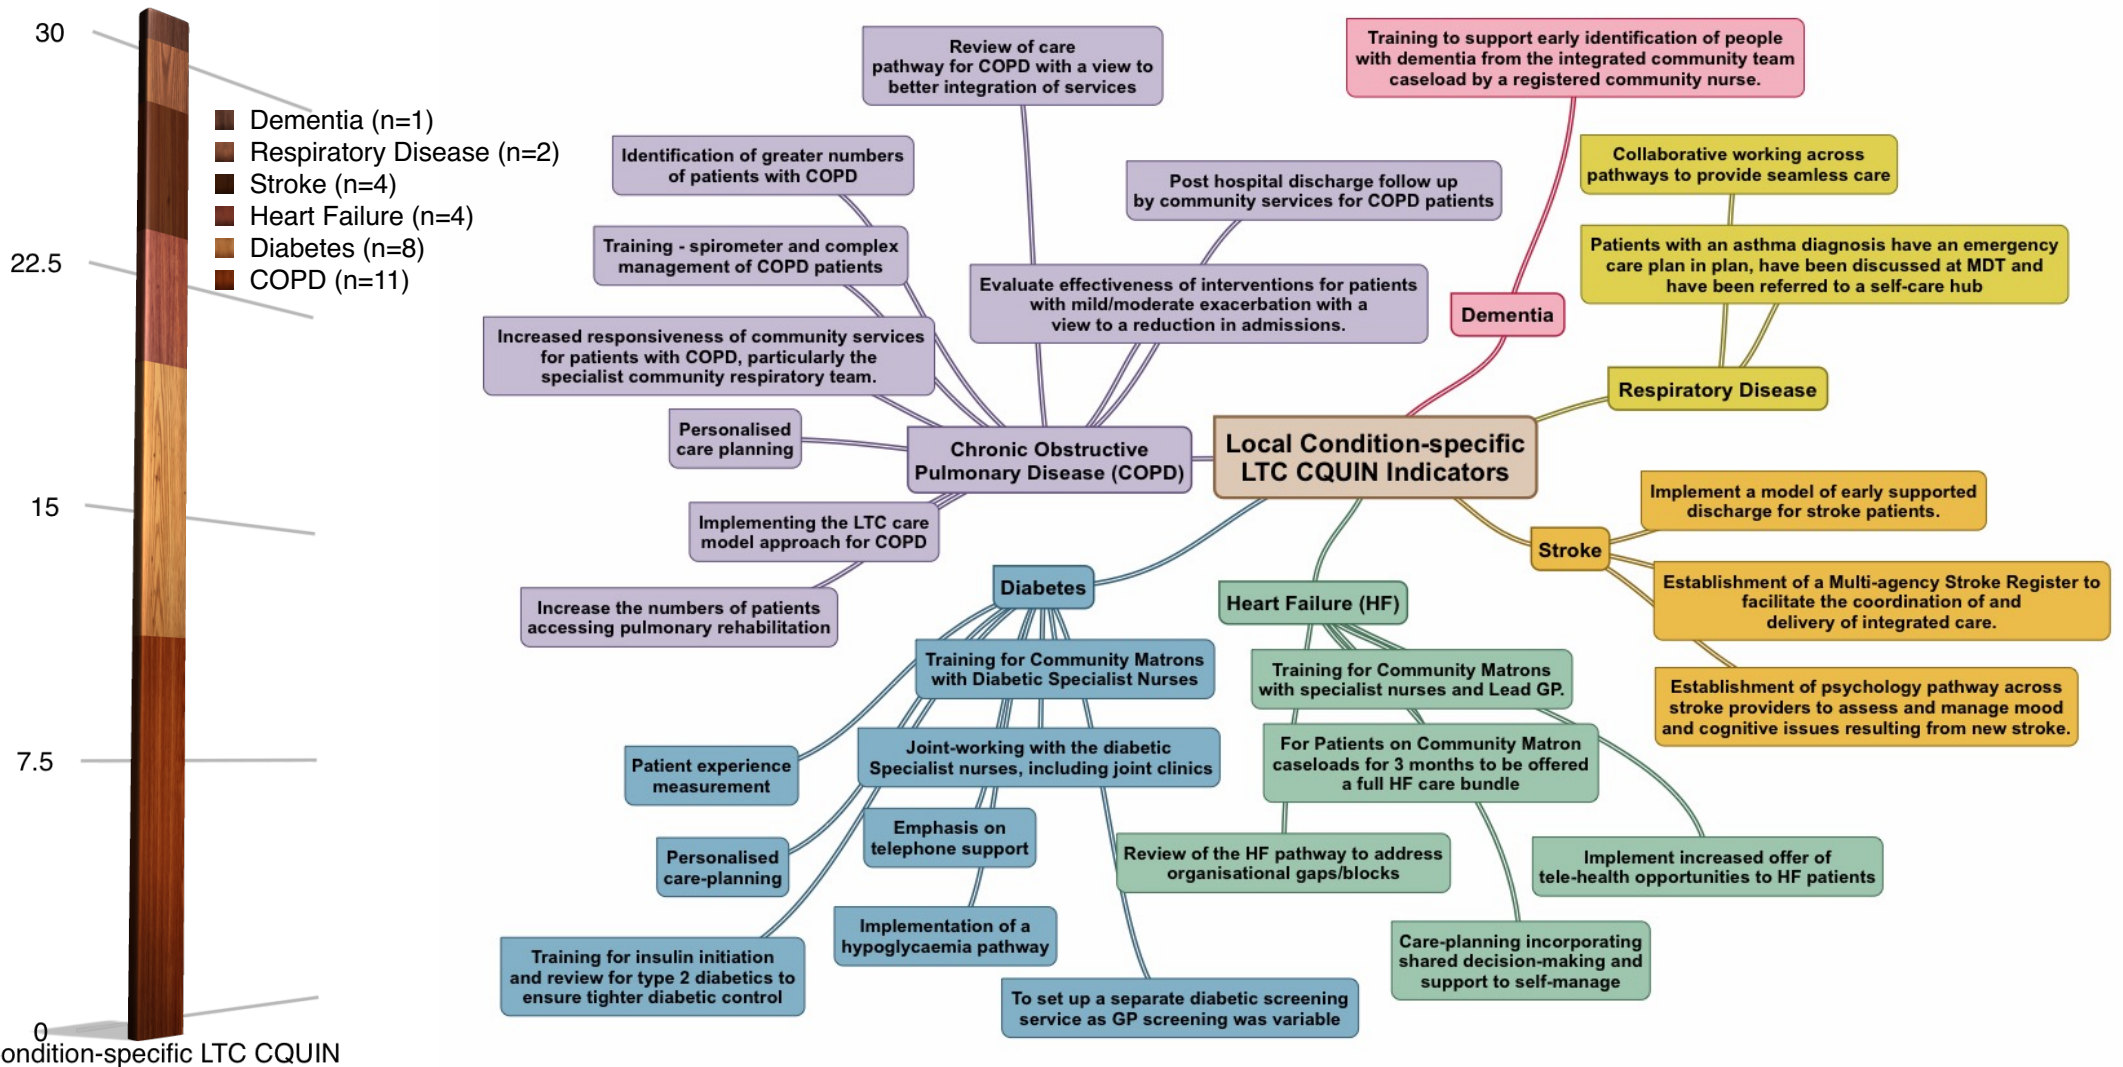 30
22.5
15
7.5
0
ondition-specific LTC CQUIN
Dementia (n=1)
Respiratory Disease (n=2)
Stroke (n=4)
Heart Failure (n=4)
Diabetes (n=8)
COPD (n=11)
Review of care
pathway for COPD with a view to
better integration of services
Identification of greater numbers
of patients with COPD
Post hospital discharge follow up
by community services for COPD patients
Training - spirometer and complex
management of COPD patients
Evaluate effectiveness of interventions for patients
with mild/moderate exacerbation with a
view to a reduction in admissions.
Increased responsiveness of community services
for patients with COPD, particularly the
specialist community respiratory team.
Personalised
care planning
Chronic Obstructive
Pulmonary Disease (COPD)
Implementing the LTC care
model approach for COPD
Increase the numbers of patients
accessing pulmonary rehabilitation
Training to support early identification of people
with dementia from the integrated community team
caseload by a registered community nurse.
Dementia
Collaborative working across
pathways to provide seamless care
Patients with an asthma diagnosis have an emergency
care plan in plan, have been discussed at MDT and
have been referred to a self-care hub
Respiratory Disease
Local Condition-specific
LTC CQUIN Indicators
Implement a model of early supported
discharge for stroke patients.
Stroke
Establishment of a Multi-agency Stroke Register to
facilitate the coordination of and
delivery of integrated care.
Establishment of psychology pathway across
stroke providers to assess and manage mood
and cognitive issues resulting from new stroke.
Diabetes
Training for Community Matrons
with Diabetic Specialist Nurses
Joint-working with the diabetic
Specialist nurses, including joint clinics
Patient experience
measurement
Emphasis on
telephone support
Personalised
care-planning
Implementation of a
hypoglycaemia pathway
Training for insulin initiation
and review for type 2 diabetics to
ensure tighter diabetic control
To set up a separate diabetic screening
service as GP screening was variable
Heart Failure (HF)
Training for Community Matrons
with specialist nurses and Lead GP.
For Patients on Community Matron
caseloads for 3 months to be offered
a full HF care bundle
Review of the HF pathway to address
organisational gaps/blocks
Implement increased offer of
tele-health opportunities to HF patients
Care-planning incorporating
shared decision-making and
support to self-manage